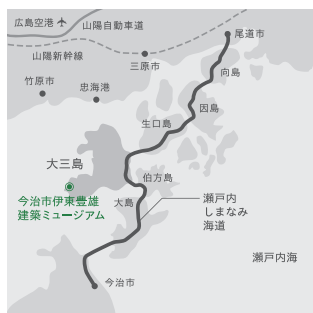 広島空港
山陽自動車道
尾道市
山陽新幹線
三原市
向島
竹原市
忠海港
因島
生口島
大三島
伯方島
今治市伊東豊雄
建築ミュージアム
大島
瀬戸内
しまなみ
海道
瀬戸内海
今治市